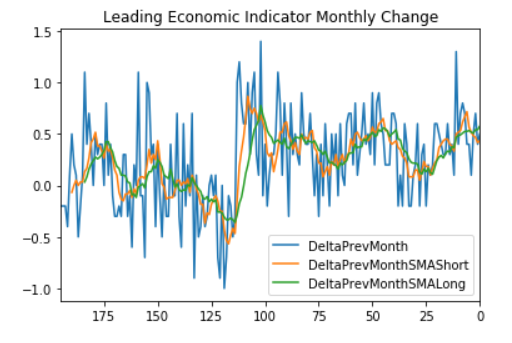 Leading Economic Indicator Monthly Change
1.5
1.0
0.5
0.0
−0.5
−1.0
DeltaPrevMonth
DeltaPrevMonthSMAShort
DeltaPrevMonthSMALong
175 150 125 100 75 50 25 0